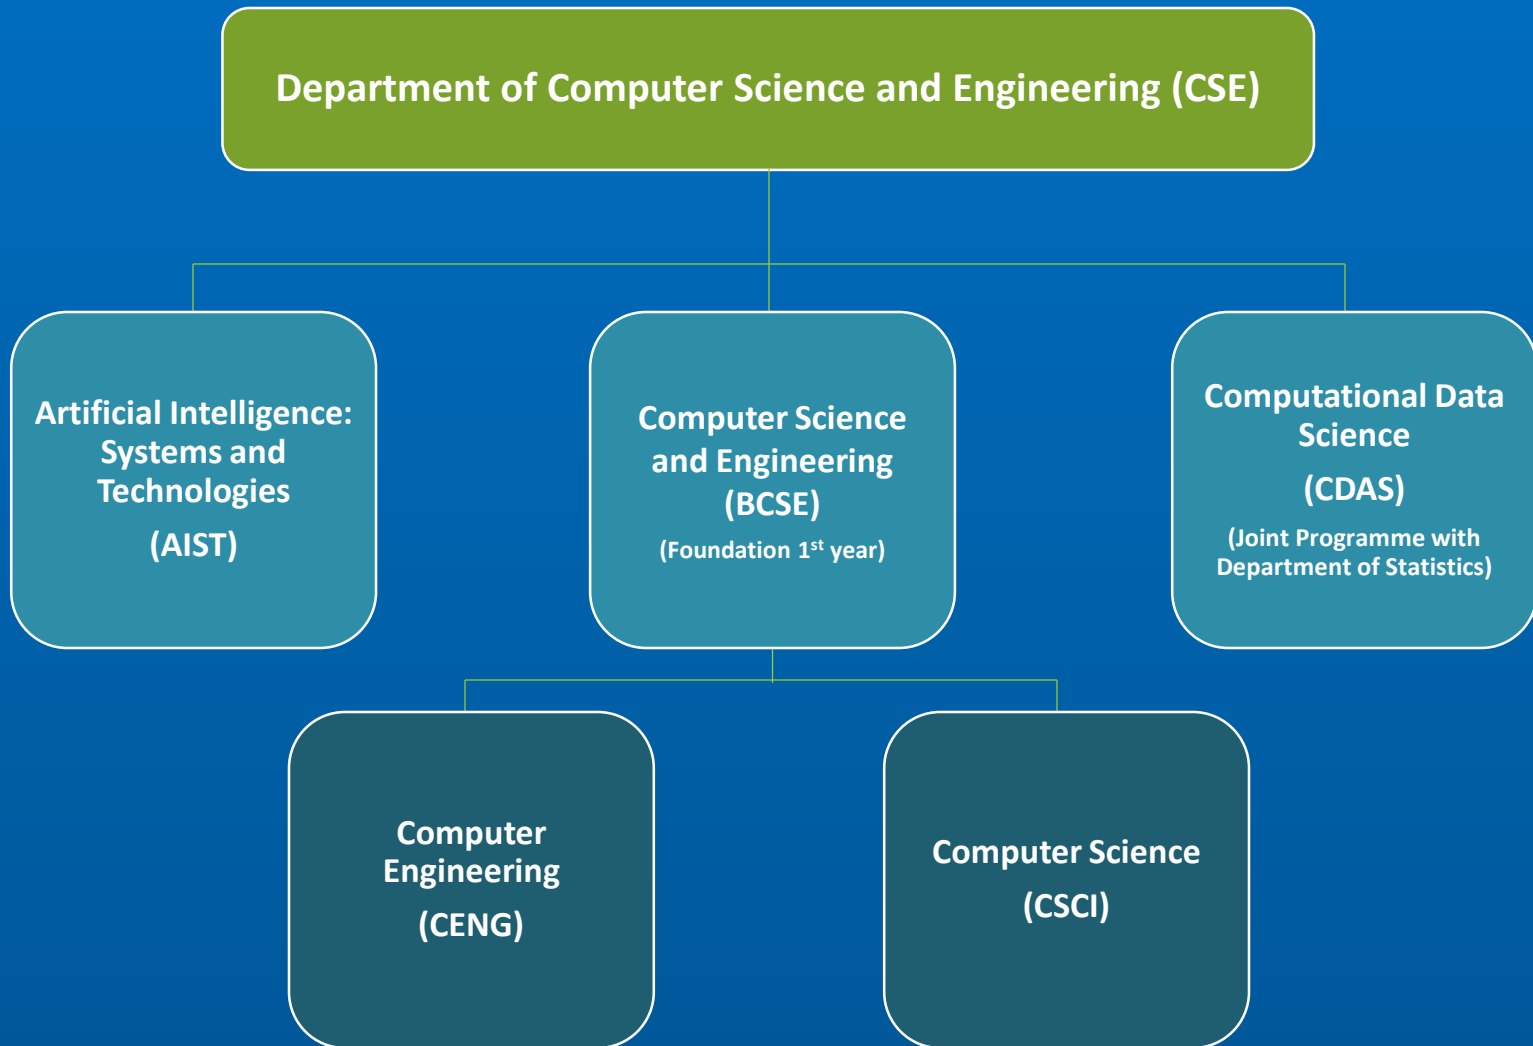 Department of Computer Science and Engineering (CSE)
Artificial Intelligence:
Systems and
Technologies
(AIST)
Computer Science
and Engineering
(BCSE)
(Foundation 1st year)
Computational Data
Science
(CDAS)
(Joint Programme with
Department of Statistics)
Computer
Engineering
(CENG)
Computer Science
(CSCI)